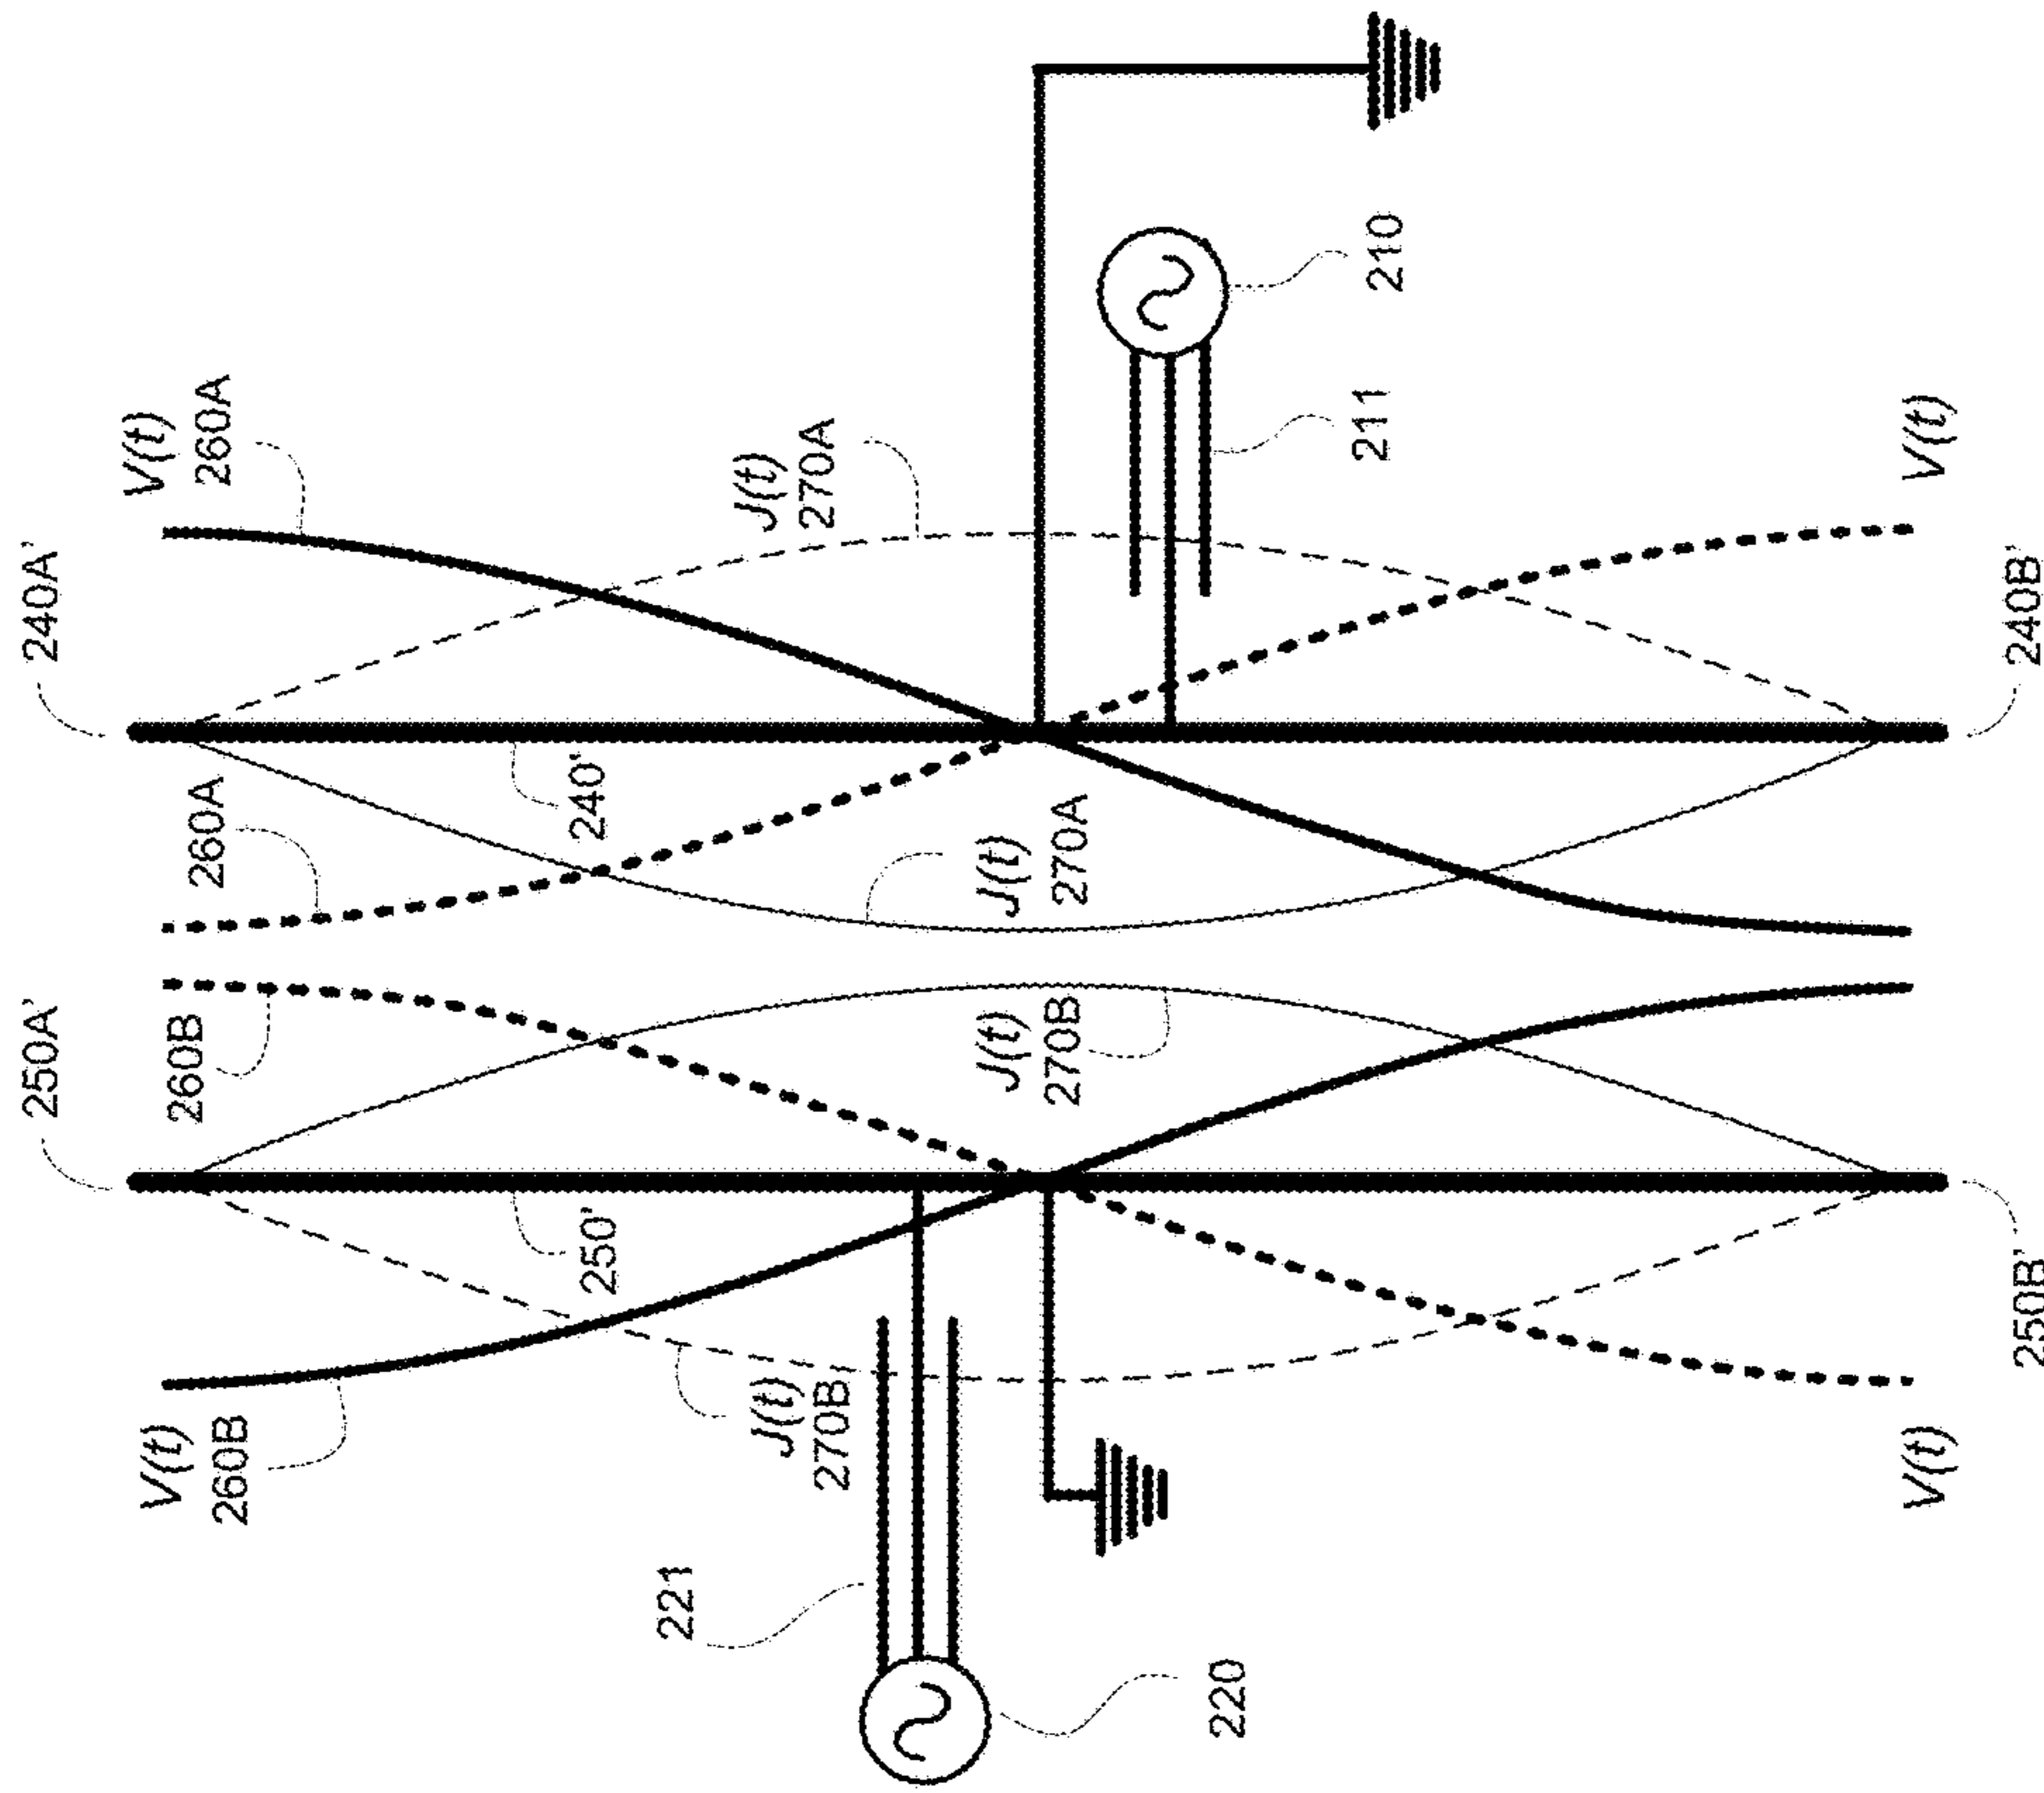 250A'
240A'
V(t)
260B
260B
260A
V(t)
260A
250'
240'
221
J(t)
270B
J(t)
270A
J(t)
270B
J(t)
270A
220
211
210
V(t)
V(t)
250B'
240B'